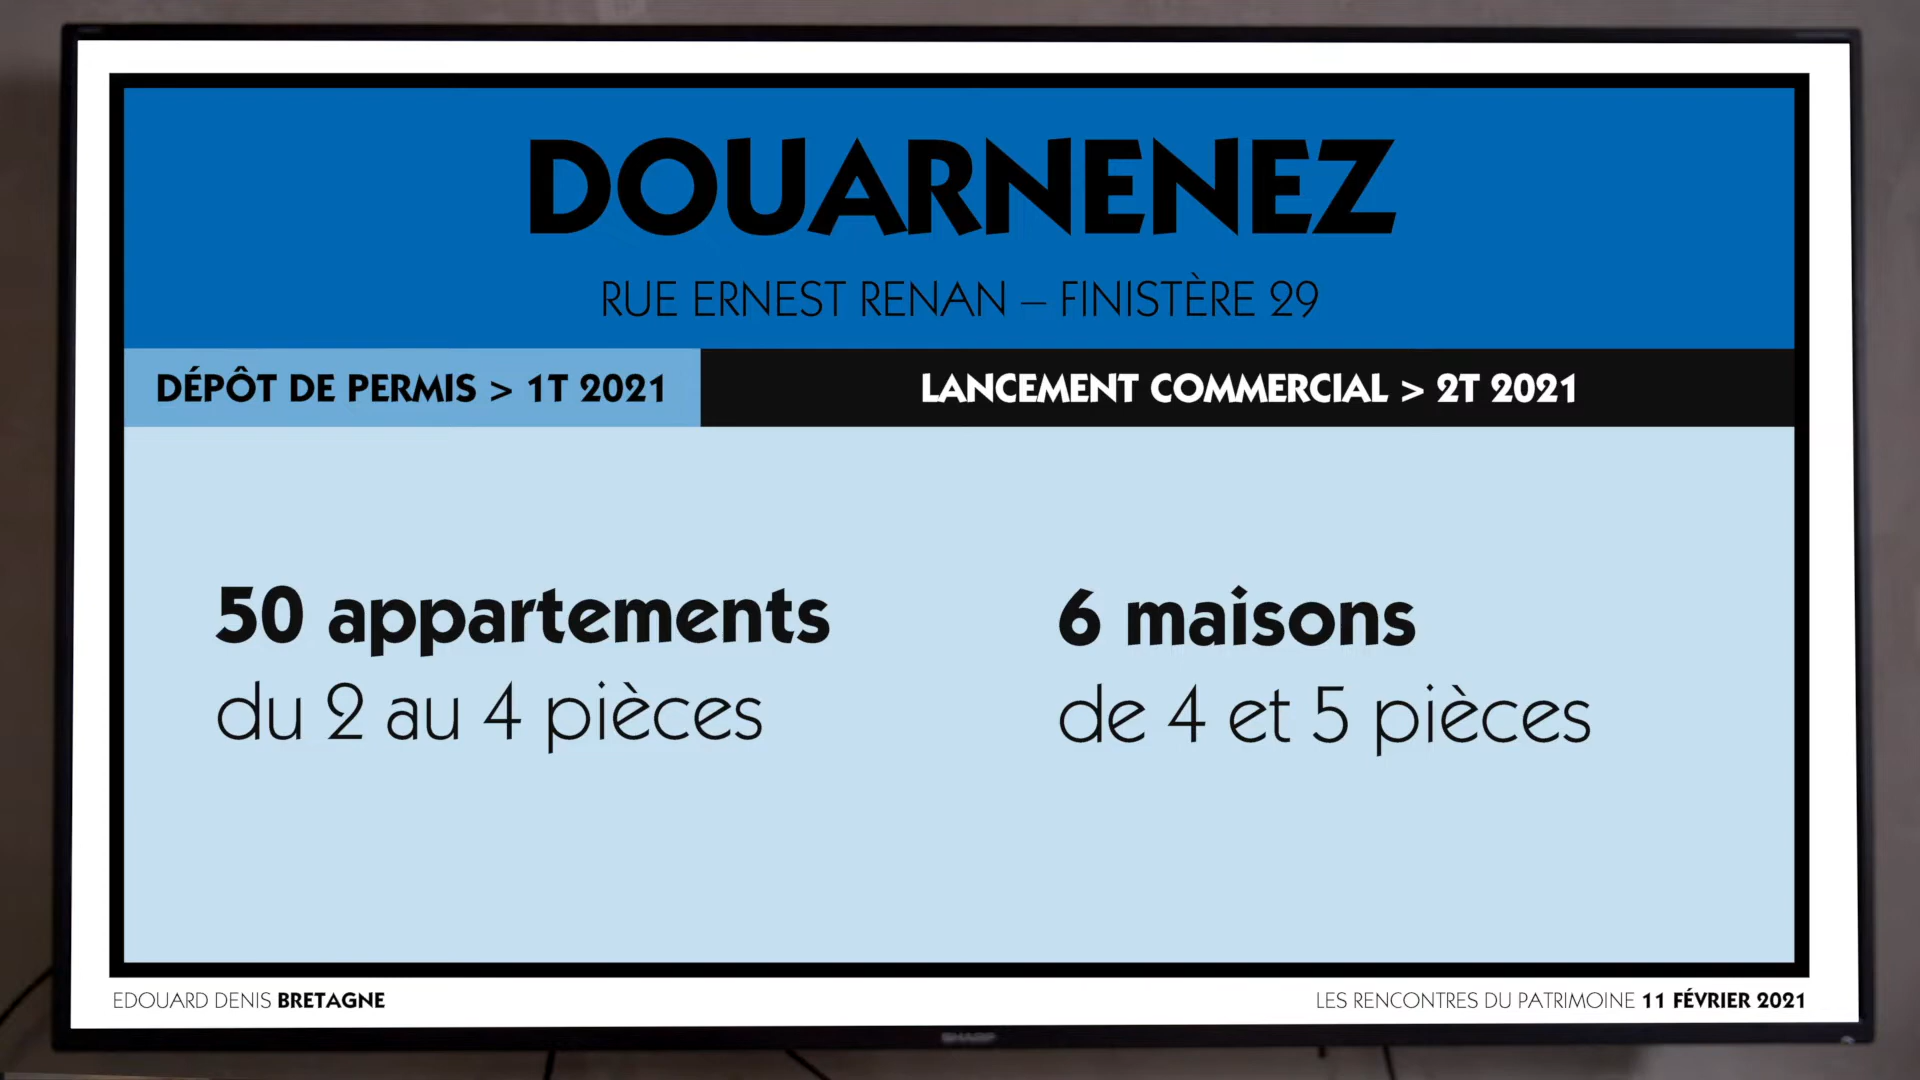 DOUARNENEZ
RUE ERNEST RENAN – FINISTÈRE 29
DÉPÔT DE PERMIS > 1T 2021
LANCEMENT COMMERCIAL > 2T 2021
50 appartements
du 2 au 4 pièces
6 maisons
de 4 et 5 pièces
EDOUARD DENIS BRETAGNE
LES RENCONTRES DU PATRIMOINE 11 FÉVRIER 2021
SHARP